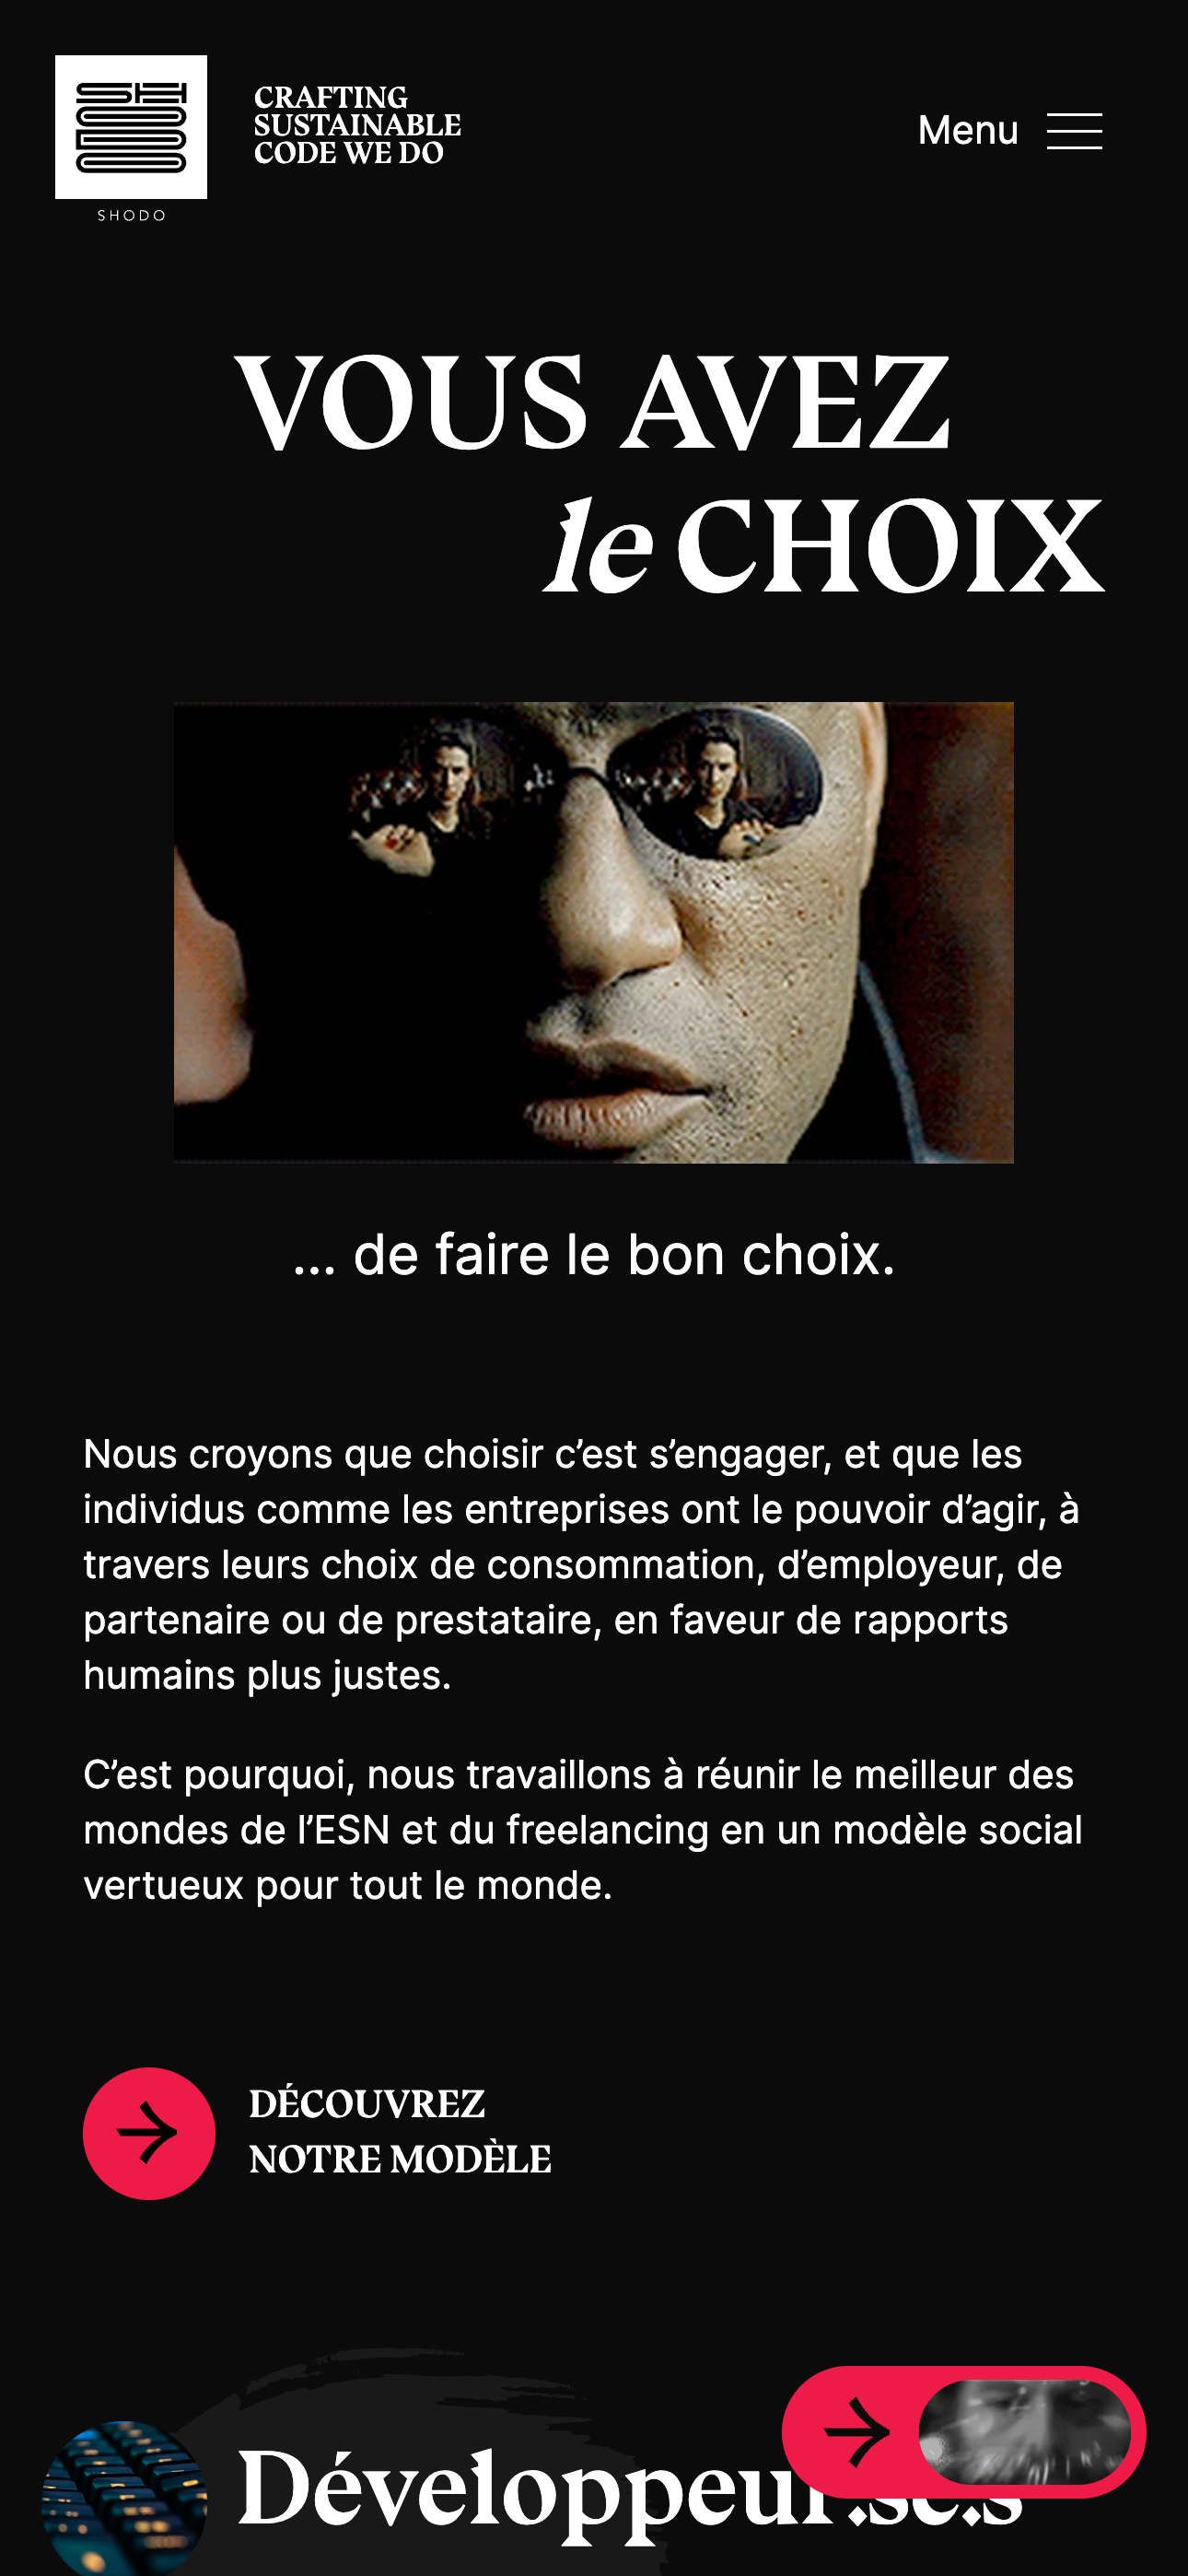 SHODO
SHODO
CRAFTING
SUSTAINABLE
CODE WE DO
Menu
VOUS AVEZ
le CHOIX
... de faire le bon choix.
Nous croyons que choisir c’est s’engager, et que les
individus comme les entreprises ont le pouvoir d’agir, à
travers leurs choix de consommation, d’employeur, de
partenaire ou de prestataire, en faveur de rapports
humains plus justes.
C’est pourquoi, nous travaillons à réunir le meilleur des
mondes de l’ESN et du freelancing en un modèle social
vertueux pour tout le monde.
DÉCOUVREZ
NOTRE MODÈLE
Développeur.se.s